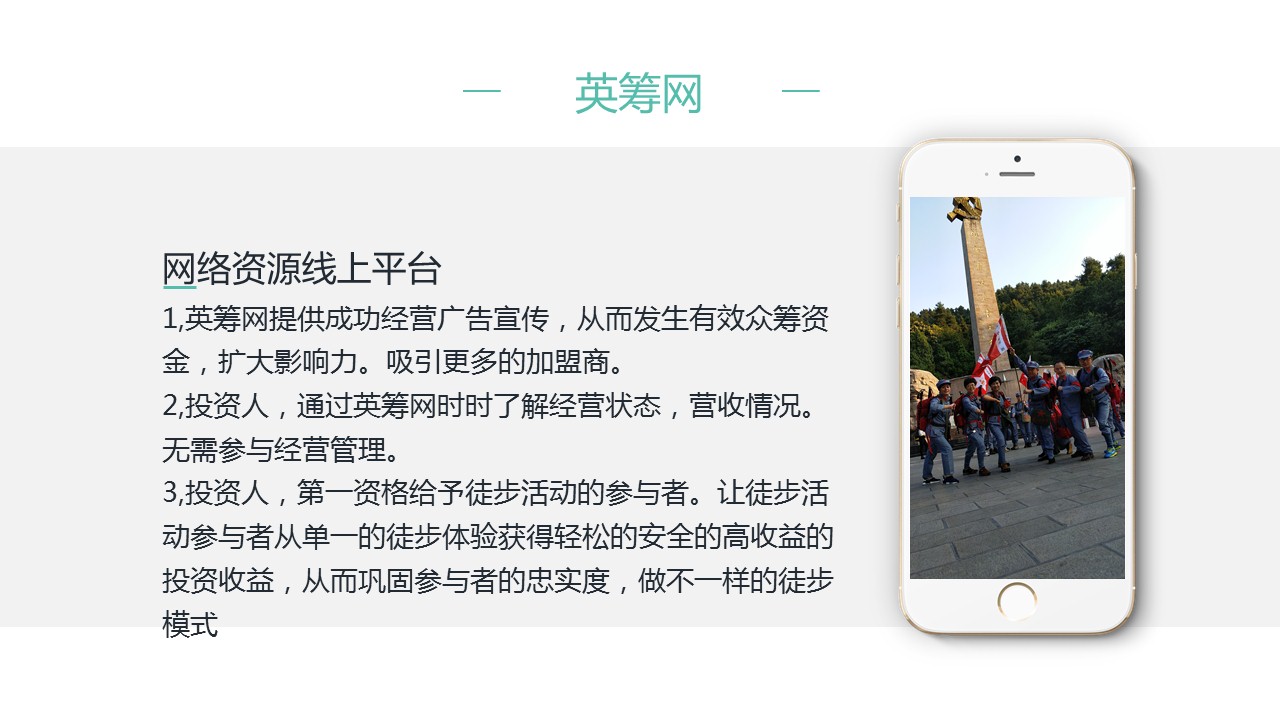 英筹网
网络资源线上平台
1,英筹网提供成功经营广告宣传，从而发生有效众筹资
金，扩大影响力。吸引更多的加盟商。
2,投资人，通过英筹网时时了解经营状态，营收情况。
无需参与经营管理。
3,投资人，第一资格给予徒步活动的参与者。让徒步活
动参与者从单一的徒步体验获得轻松的安全的高收益的
投资收益，从而巩固参与者的忠实度，做不一样的徒步
模式